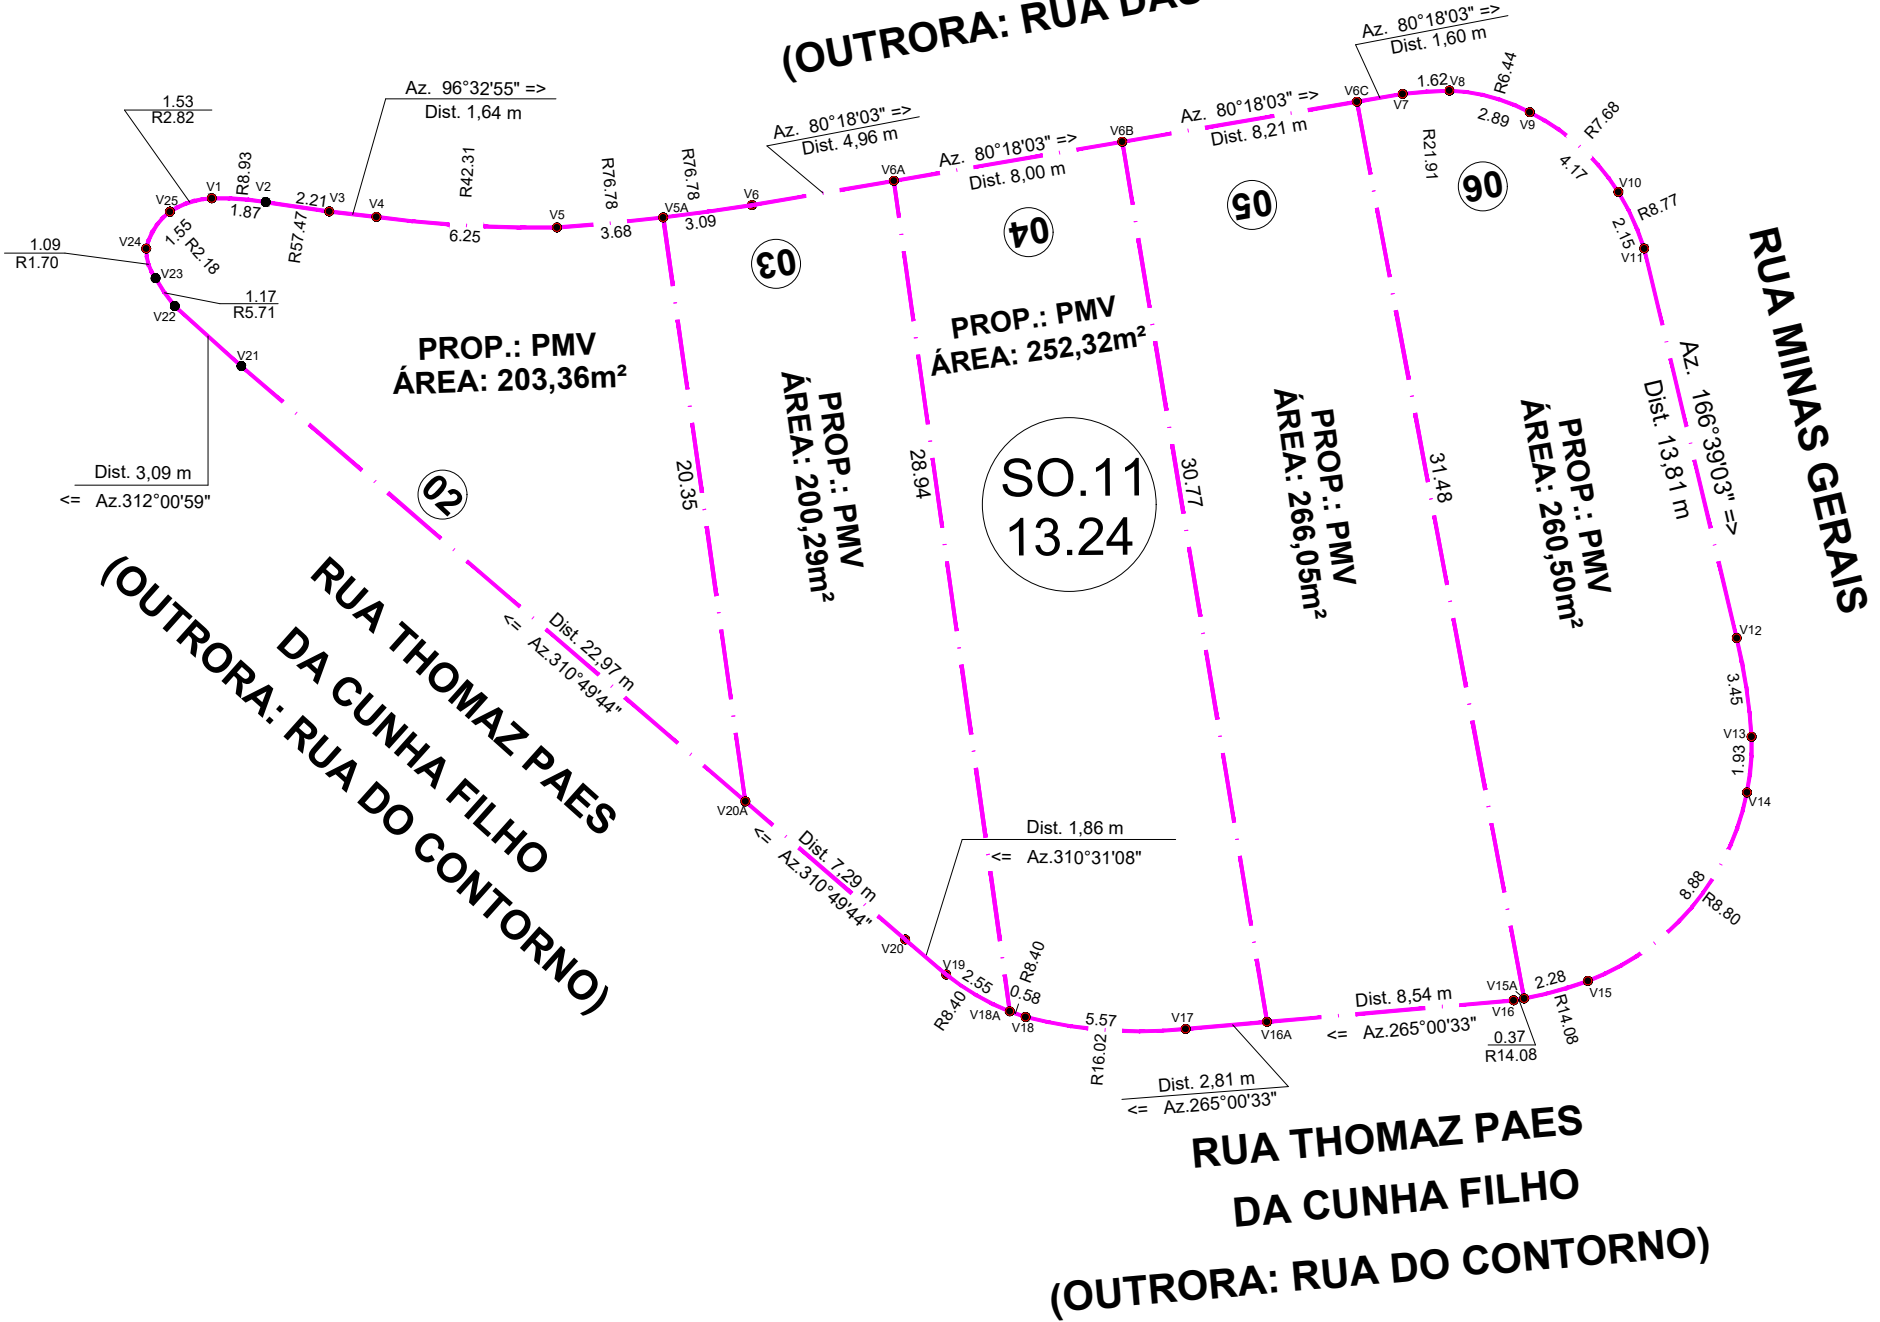 (OUTRORA: RUA DAS
Az. 80°18'03" =>
Dist. 1,60 m
1.53
R2.82
Az. 96°32'55" =>
Dist. 1,64 m
Az. 80°18'03" =>
Dist. 4,96 m
Az. 80°18'03" =>
Dist. 8,00 m
Az. 80°18'03" =>
Dist. 8,21 m
V6C
V7
1.62
V8
R6.44
2.89
V9
R7.68
4.17
V10
R8.77
2.15
V11
R21.91
V25
V1
R8.93
V2
1.87
2.21
V3
R57.47
V4
R42.31
6.25
V5
R76.78
3.68
V5A
R76.78
3.09
V6
V6A
V6B
V24
1.55
R2.18
1.09
R1.70
V23
1.17
R5.71
V22
V21
03
04
05
06
PROP.: PMV
ÁREA: 203,36m²
PROP.: PMV
ÁREA: 200,29m²
PROP.: PMV
ÁREA: 252,32m²
PROP.: PMV
ÁREA: 266,05m²
PROP.: PMV
ÁREA: 260,50m²
RUA MINAS GERAIS
Az. 166°39'03" =>
Dist. 13,81 m
Dist. 3,09 m
<= Az.312°00'59"
02
20.35
28.94
SO.11
13.24
30.77
31.48
RUA THOMAZ PAES
DA CUNHA FILHO
(OUTRORA: RUA DO CONTORNO)
Dist. 22,97 m
<= Az.310°49'44"
V12
3.45
V13
1.93
V14
8.88
R8.80
V20A
Dist. 7,29 m
<= Az.310°49'44"
Dist. 1,86 m
<= Az.310°31'08"
V20
V19
2.55
R8.40
V18A
0.58
R8.40
V18
5.57
R16.02
V17
V16A
Dist. 2,81 m
<= Az.265°00'33"
Dist. 8,54 m
<= Az.265°00'33"
V15A
V16
0.37
R14.08
2.28
R14.08
V15
RUA THOMAZ PAES
DA CUNHA FILHO
(OUTRORA: RUA DO CONTORNO)